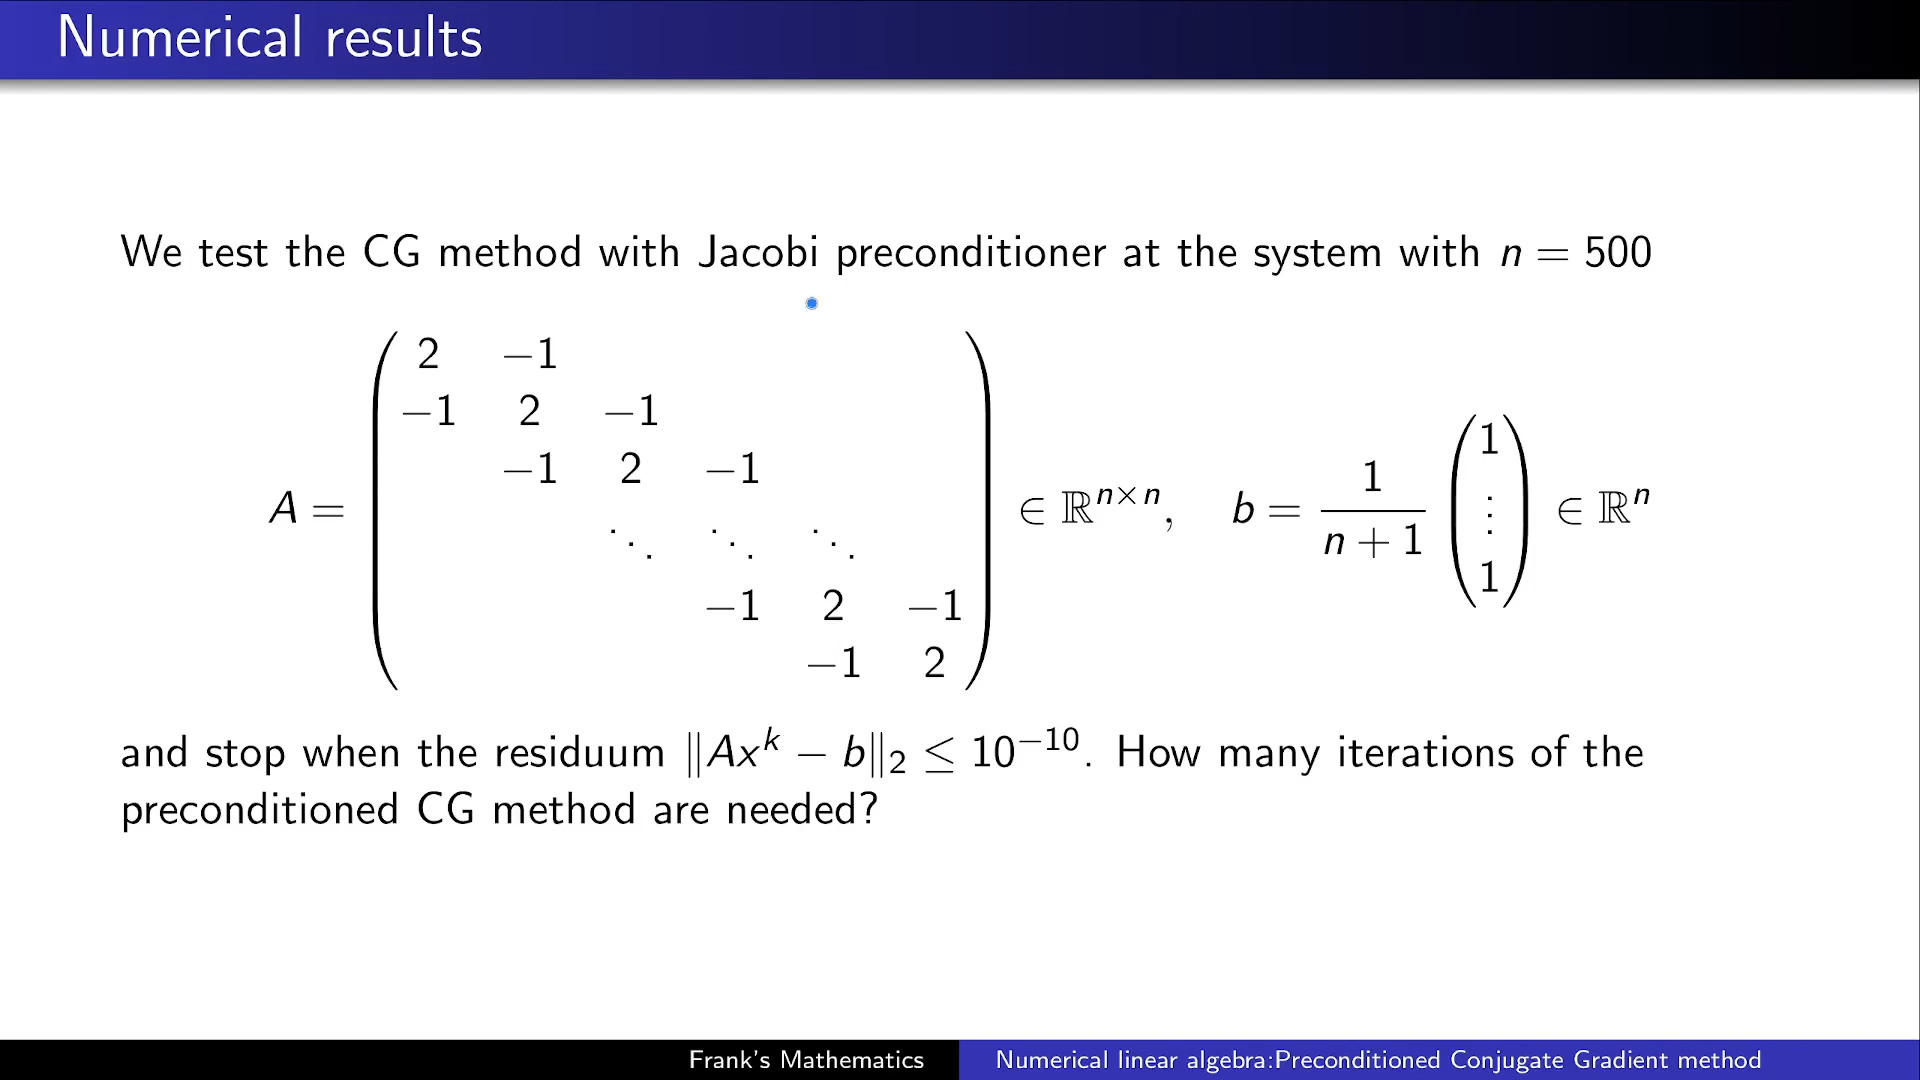 Numerical results
We test the CG method with Jacobi preconditioner at the system with n = 500
2 −1
−1 2 −1
−1 2 −1
A = ⋱ ⋱ ⋱ ∈ ℝⁿˣⁿ, b = 1/(n + 1) (1 ⋮ 1) ∈ ℝⁿ
−1 2 −1
−1 2
and stop when the residuum ‖Axᵏ − b‖₂ ≤ 10⁻¹⁰. How many iterations of the
preconditioned CG method are needed?
Frank's Mathematics Numerical linear algebra:Preconditioned Conjugate Gradient method